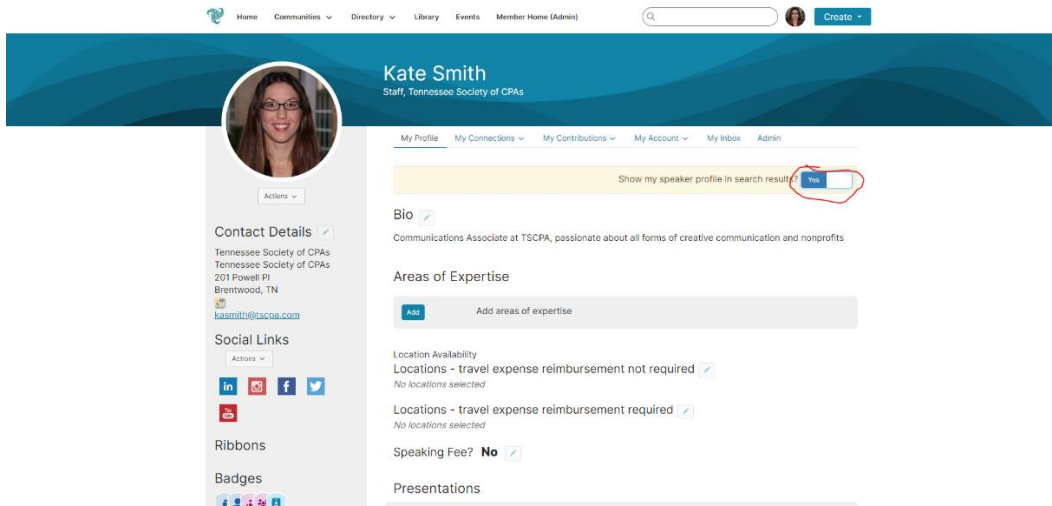 Home Communities Directory Library Events Member Home (Admin) Create
Kate Smith
Staff, Tennessee Society of CPAs
My Profile My Connections My Contributions My Account My Inbox Admin
Show my speaker profile in search results? Yes
Actions
Contact Details
Tennessee Society of CPAs
Tennessee Society of CPAs
201 Powell Pl
Brentwood, TN
kasmith@tscpa.com
Social Links
Actions
in f
You Tube
Ribbons
Badges
Bio
Communications Associate at TSCPA, passionate about all forms of creative communication and nonprofits
Areas of Expertise
Add Add areas of expertise
Location Availability
Locations - travel expense reimbursement not required
No locations selected
Locations - travel expense reimbursement required
No locations selected
Speaking Fee? No
Presentations